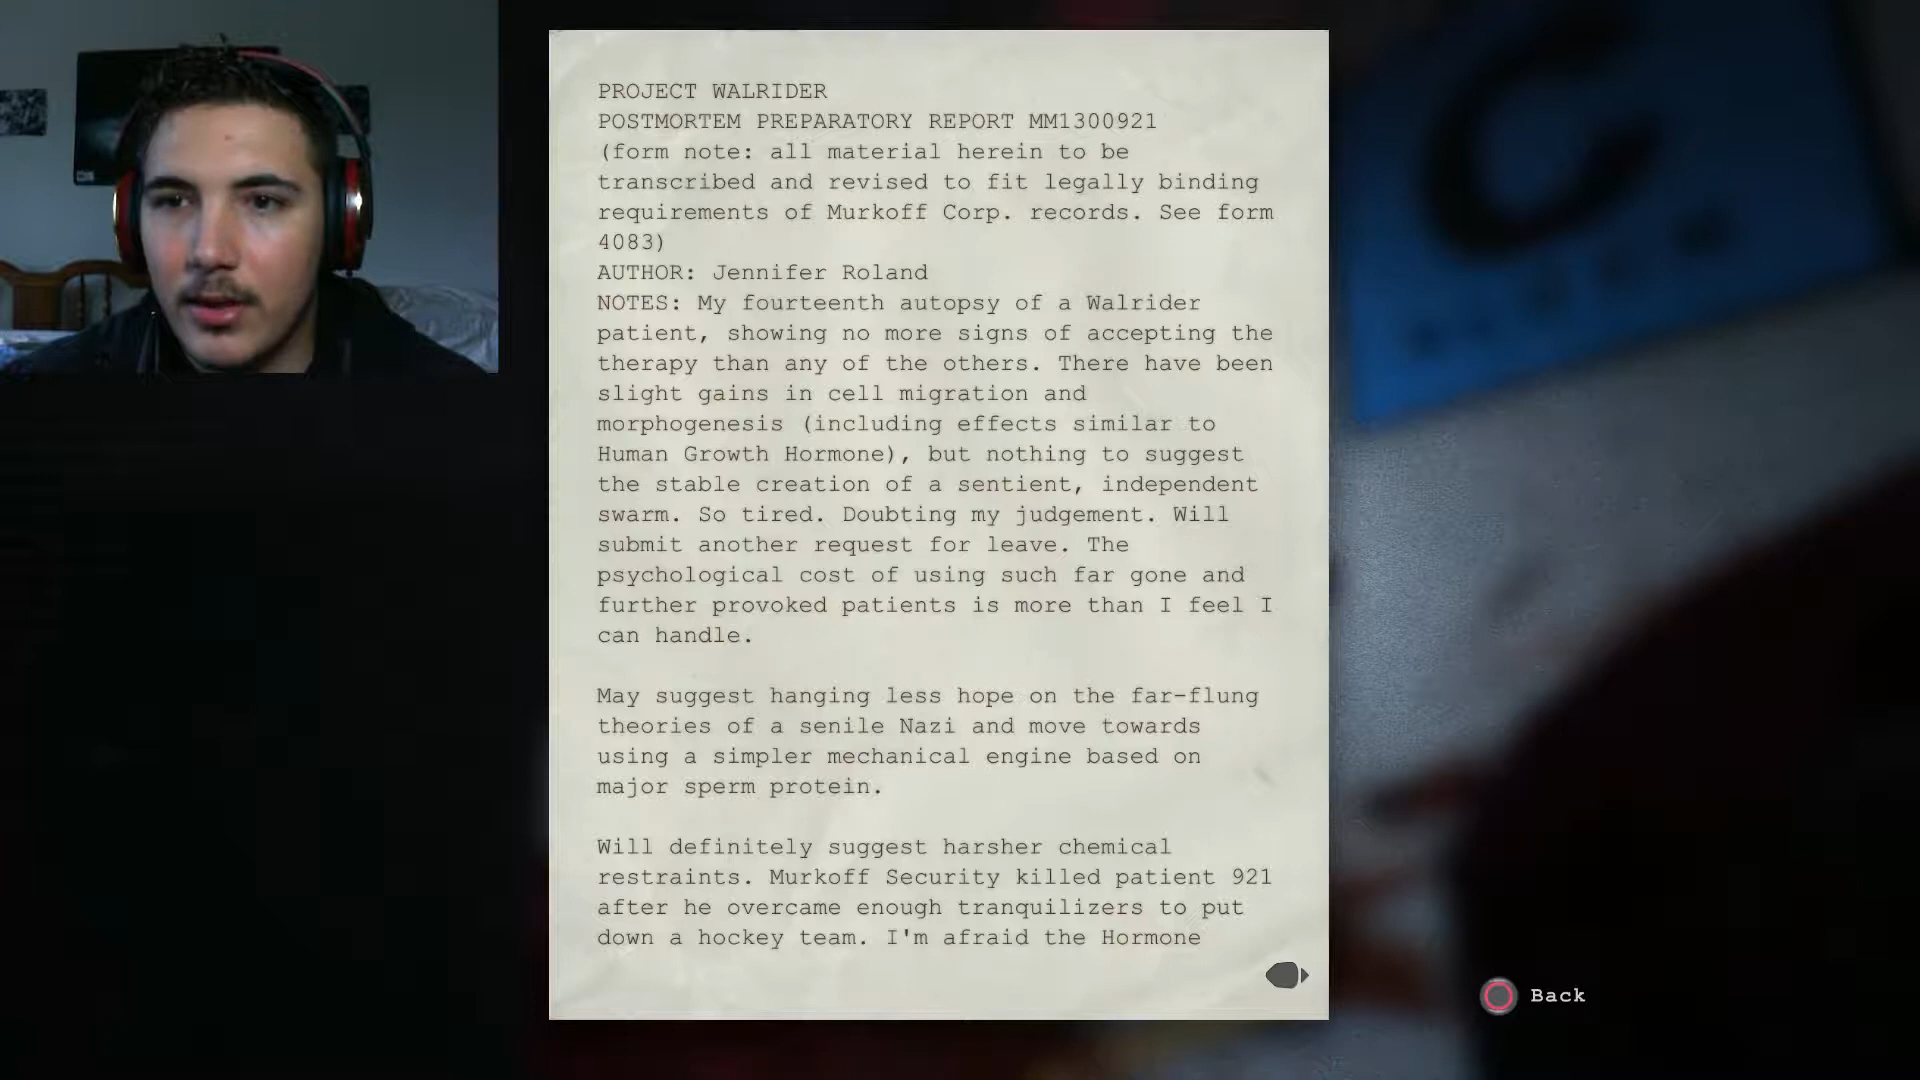 PROJECT WALRIDER
POSTMORTEM PREPARATORY REPORT MM1300921
(form note: all material herein to be
transcribed and revised to fit legally binding
requirements of Murkoff Corp. records. See form
4083)
AUTHOR: Jennifer Roland
NOTES: My fourteenth autopsy of a Walrider
patient, showing no more signs of accepting the
therapy than any of the others. There have been
slight gains in cell migration and
morphogenesis (including effects similar to
Human Growth Hormone), but nothing to suggest
the stable creation of a sentient, independent
swarm. So tired. Doubting my judgement. Will
submit another request for leave. The
psychological cost of using such far gone and
further provoked patients is more than I feel I
can handle.
May suggest hanging less hope on the far-flung
theories of a senile Nazi and move towards
using a simpler mechanical engine based on
major sperm protein.
Will definitely suggest harsher chemical
restraints. Murkoff Security killed patient 921
after he overcame enough tranquilizers to put
down a hockey team. I'm afraid the Hormone
Back